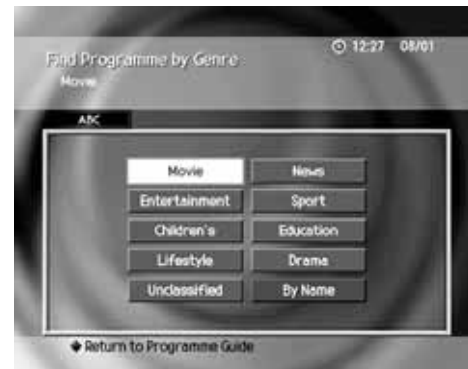 12:27 08/01
Find Programme by Genre
Movie
ABC
Movie News
Entertainment Sport
Children's Education
Lifestyle Drama
Unclassified By Name
Return to Programme Guide